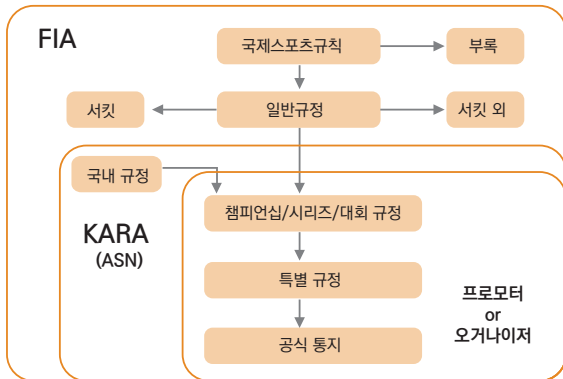 FIA
국제스포츠규칙
부록
서킷
일반규정
서킷 외
국내 규정
KARA
(ASN)
챔피언십/시리즈/대회 규정
특별 규정
공식 통지
프로모터
or
오거나이저